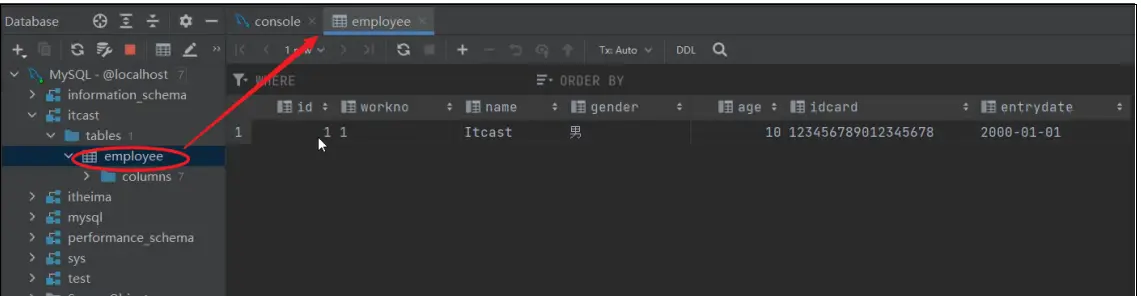 Database
console
employee
Tx: Auto
DDL
MySQL - @localhost 7
WHERE
ORDER BY
information_schema
id
workno
name
gender
age
idcard
entrydate
itcast
tables 1
1
1
1
Itcast
男
10
123456789012345678
2000-01-01
employee
columns 7
itheima
mysql
performance_schema
sys
test